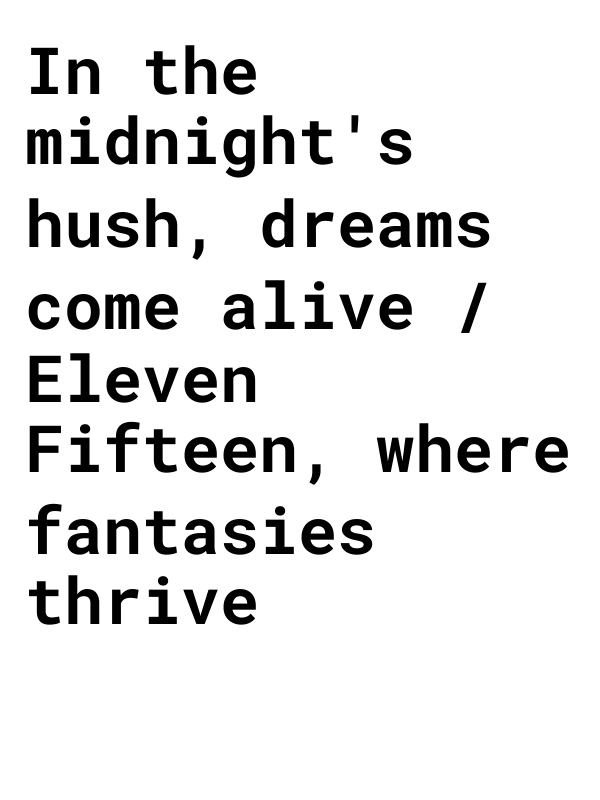 In the
midnight's
hush, dreams
come alive /
Eleven
Fifteen, where
fantasies
thrive